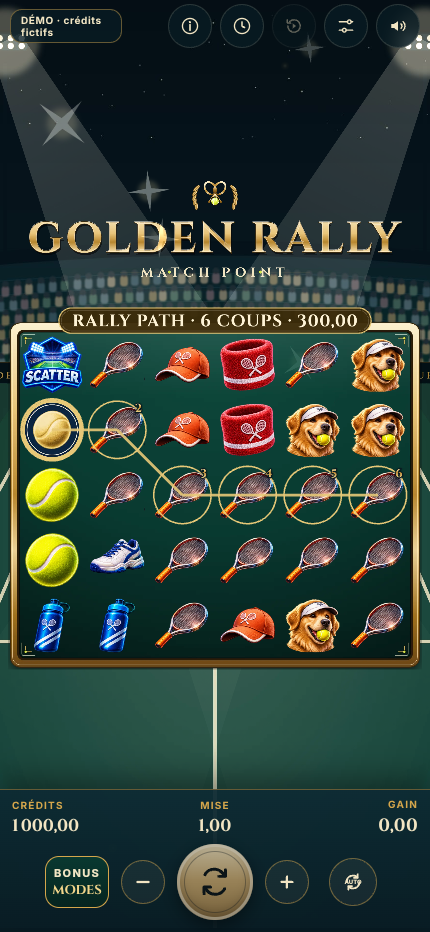 DÉMO · crédits
fictifs
GOLDEN RALLY
MATCH POINT
RALLY PATH · 6 COUPS · 300,00
SCATTER
2
3
4
5
6
CRÉDITS
1000,00
MISE
1,00
GAIN
0,00
BONUS
MODES
−
+
AUTO